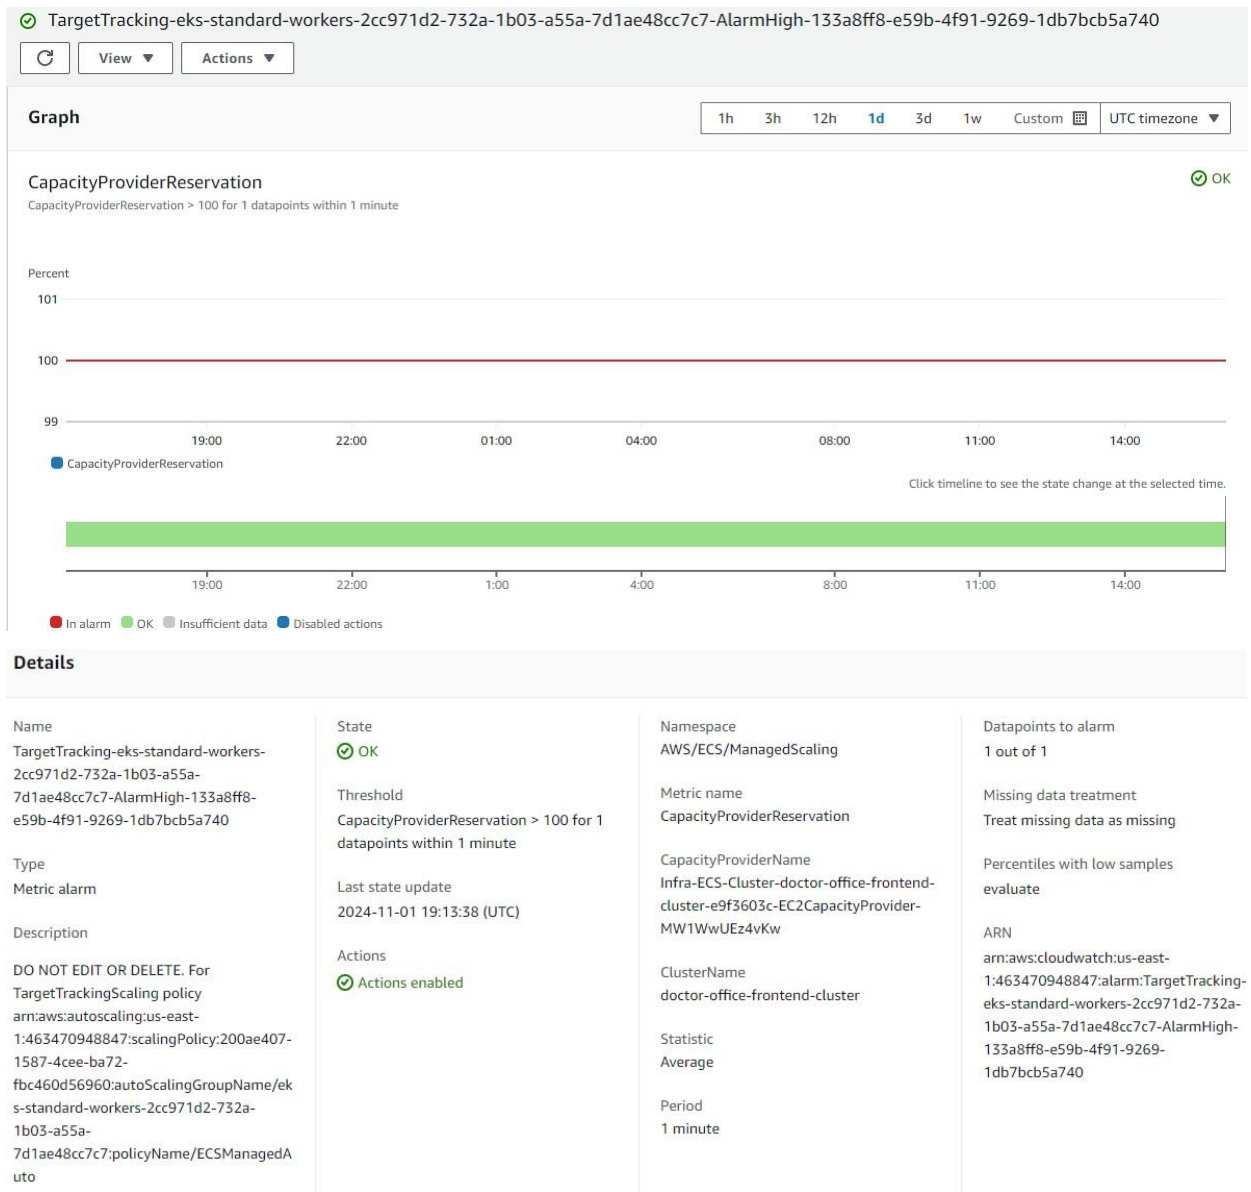 TargetTracking-eks-standard-workers-2cc971d2-732a-1b03-a55a-7d1ae48cc7c7-AlarmHigh-133a8ff8-e59b-4f91-9269-1db7bcb5a740
View
Actions
Graph
1h 3h 12h 1d 3d 1w Custom UTC timezone
CapacityProviderReservation
OK
CapacityProviderReservation > 100 for 1 datapoints within 1 minute
Percent
101
100
99
19:00 22:00 01:00 04:00 08:00 11:00 14:00
CapacityProviderReservation
Click timeline to see the state change at the selected time.
19:00 22:00 1:00 4:00 8:00 11:00 14:00
In alarm OK Insufficient data Disabled actions
Details
Name
TargetTracking-eks-standard-workers-
2cc971d2-732a-1b03-a55a-
7d1ae48cc7c7-AlarmHigh-133a8ff8-
e59b-4f91-9269-1db7bcb5a740
Type
Metric alarm
Description
DO NOT EDIT OR DELETE. For
TargetTrackingScaling policy
arn:aws:autoscaling:us-east-
1:463470948847:scalingPolicy:200ae407-
1587-4cee-ba72-
fbc460d56960:autoScalingGroupName/ek
s-standard-workers-2cc971d2-732a-
1b03-a55a-
7d1ae48cc7c7:policyName/ECSManagedA
uto
State
OK
Threshold
CapacityProviderReservation > 100 for 1
datapoints within 1 minute
Last state update
2024-11-01 19:13:38 (UTC)
Actions
Actions enabled
Namespace
AWS/ECS/ManagedScaling
Metric name
CapacityProviderReservation
CapacityProviderName
Infra-ECS-Cluster-doctor-office-frontend-
cluster-e9f3603c-EC2CapacityProvider-
MW1WwUEz4vKw
ClusterName
doctor-office-frontend-cluster
Statistic
Average
Period
1 minute
Datapoints to alarm
1 out of 1
Missing data treatment
Treat missing data as missing
Percentiles with low samples
evaluate
ARN
arn:aws:cloudwatch:us-east-
1:463470948847:alarm:TargetTracking-
eks-standard-workers-2cc971d2-732a-
1b03-a55a-7d1ae48cc7c7-AlarmHigh-
133a8ff8-e59b-4f91-9269-
1db7bcb5a740